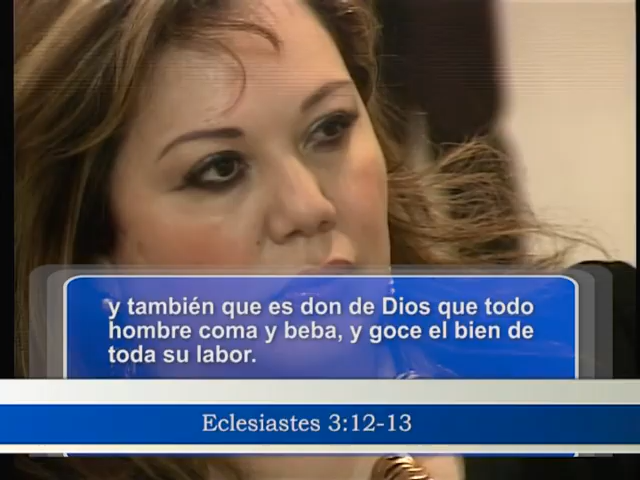 y también que es don de Dios que todo
hombre coma y beba, y goce el bien de
toda su labor.
Eclesiastes 3:12-13